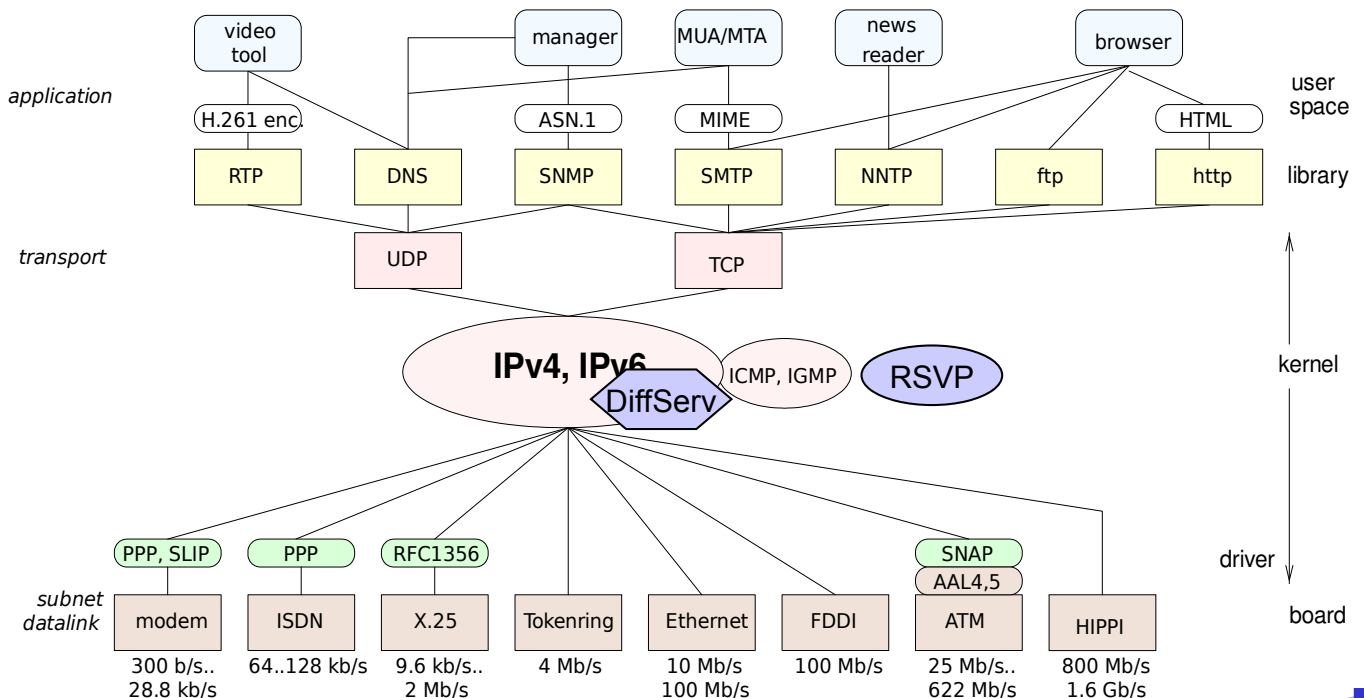 video
tool
manager
MUA/MTA
news
reader
browser
application
user
space
H.261 enc.
ASN.1
MIME
HTML
RTP
DNS
SNMP
SMTP
NNTP
ftp
http
library
transport
UDP
TCP
IPv4, IPv6
ICMP, IGMP
RSVP
DiffServ
kernel
PPP, SLIP
PPP
RFC1356
SNAP
driver
AAL4,5
subnet
datalink
modem
ISDN
X.25
Tokenring
Ethernet
FDDI
ATM
HIPPI
board
300 b/s..
28.8 kb/s
64..128 kb/s
9.6 kb/s..
2 Mb/s
4 Mb/s
10 Mb/s
100 Mb/s
100 Mb/s
25 Mb/s..
622 Mb/s
800 Mb/s
1.6 Gb/s